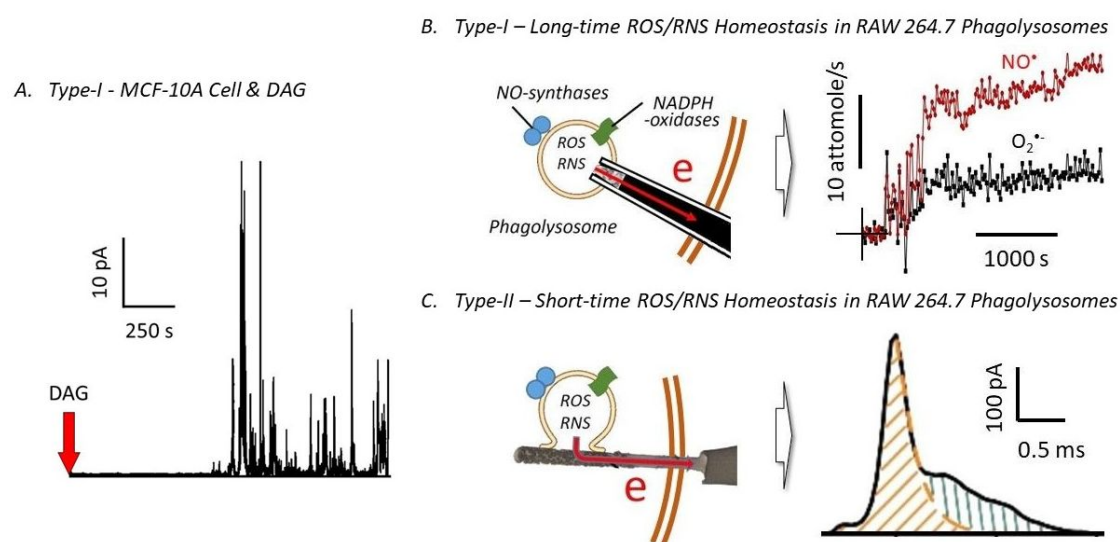 A. Type-I - MCF-10A Cell & DAG
10 pA
250 s
DAG
B. Type-I – Long-time ROS/RNS Homeostasis in RAW 264.7 Phagolysosomes
NO-synthases
NADPH
-oxidases
ROS
RNS
e
Phagolysosome
10 attomole/s
NO•
O₂•-
1000 s
C. Type-II – Short-time ROS/RNS Homeostasis in RAW 264.7 Phagolysosomes
ROS
RNS
e
100 pA
0.5 ms